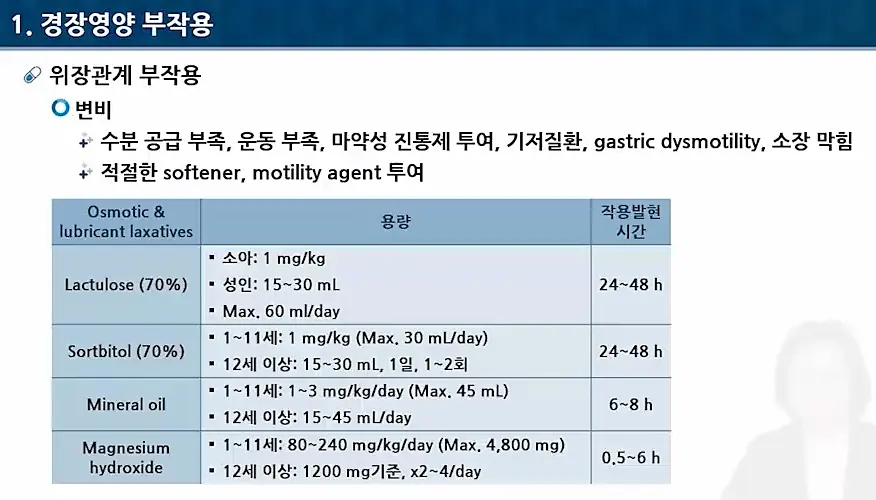 1. 경장영양 부작용
위장관계 부작용
변비
수분 공급 부족, 운동 부족, 마약성 진통제 투여, 기저질환, gastric dysmotility, 소장 막힘
적절한 softener, motility agent 투여
Osmotic &
lubricant laxatives
용량
작용발현
시간
Lactulose (70%)
▪ 소아: 1 mg/kg
▪ 성인: 15~30 mL
▪ Max. 60 ml/day
24~48 h
Sortbitol (70%)
▪ 1~11세: 1 mg/kg (Max. 30 mL/day)
▪ 12세 이상: 15~30 mL, 1일, 1~2회
24~48 h
Mineral oil
▪ 1~11세: 1~3 mg/kg/day (Max. 45 mL)
▪ 12세 이상: 15~45 mL/day
6~8 h
Magnesium
hydroxide
▪ 1~11세: 80~240 mg/kg/day (Max. 4,800 mg)
▪ 12세 이상: 1200 mg기준, x2~4/day
0.5~6 h